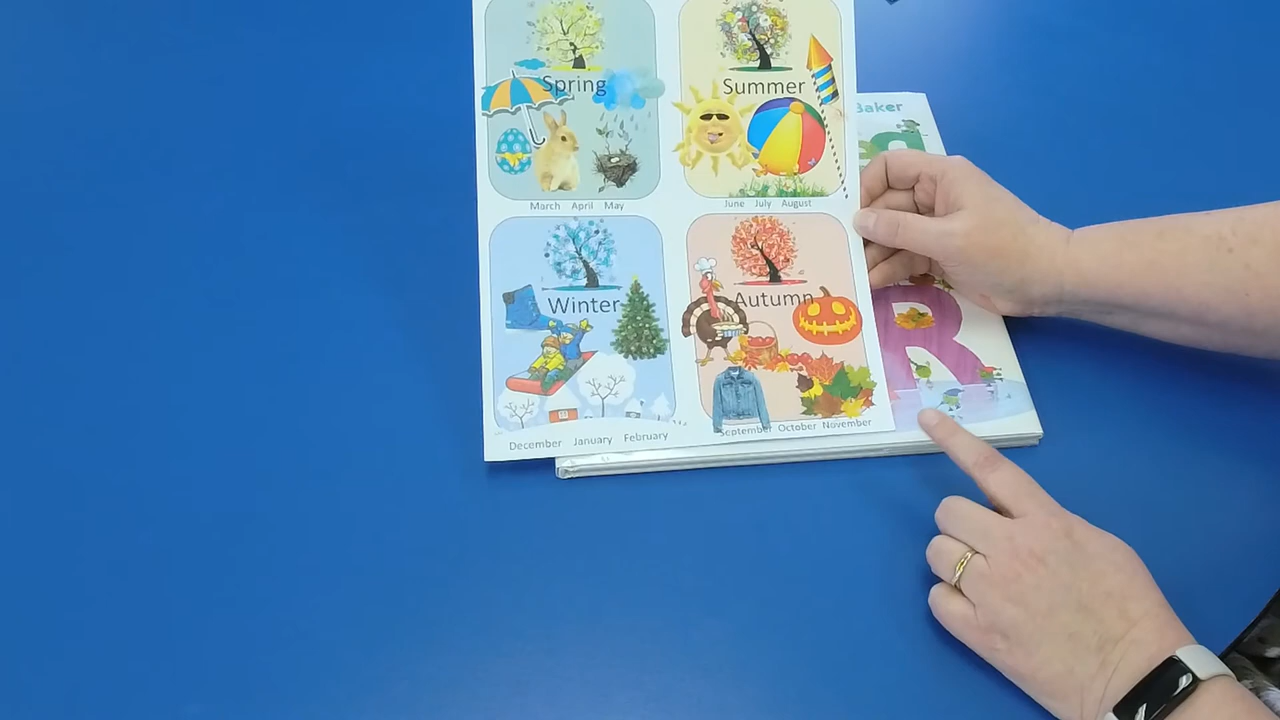 Spring
Summer
Baker
March April May
June July August
Winter
Autumn
R
December January February
September October November